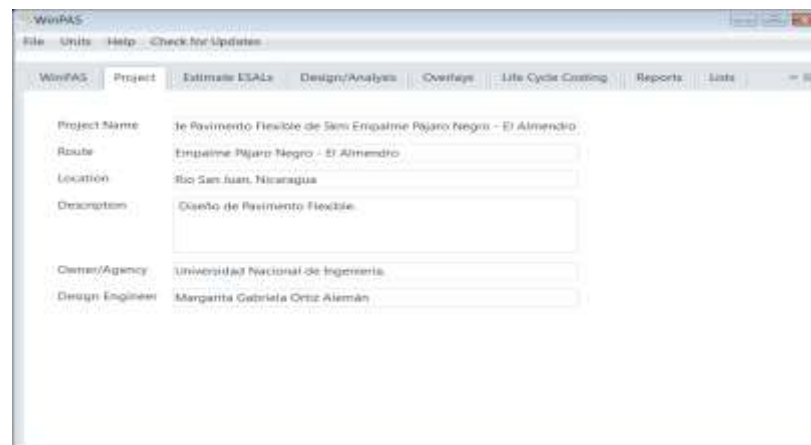 WinPAS
File Units Help Check for Updates
WinPAS Project Estimate ESALs Design/Analysis Overlays Life Cycle Costing Reports Lists
Project Name de Pavimento Flexible de 5km Empalme Pájaro Negro - El Almendro
Route Empalme Pájaro Negro - El Almendro
Location Rio San Juan, Nicaragua
Description Diseño de Pavimento Flexible.
Owner/Agency Universidad Nacional de Ingenieria.
Design Engineer Margarita Gabriela Ortiz Alemán